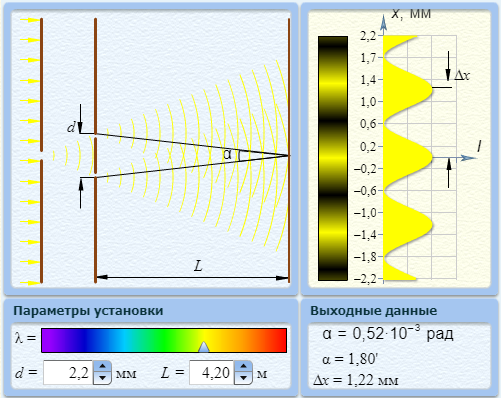 x, мм
2,2
1,7
1,4
1,0
0,6
0,2
−0,2
−0,6
−1,0
−1,4
−1,8
−2,2
Δx
I
d
α
L
Параметры установки
λ =
d = 2,2 мм L = 4,20 м
Выходные данные
α = 0,52·10⁻³ рад
α = 1,80'
Δx = 1,22 мм